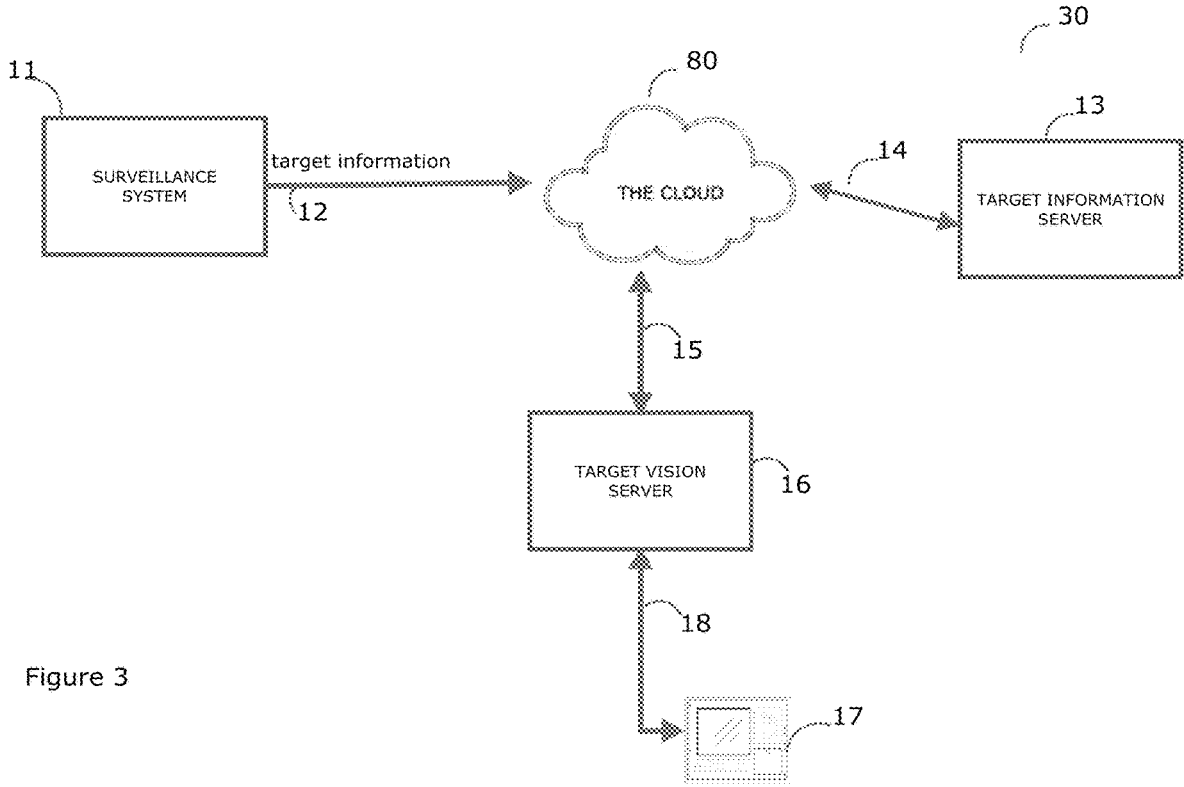 30
80
11
13
14
target information
SURVEILLANCE
SYSTEM
THE CLOUD
TARGET INFORMATION
SERVER
12
15
TARGET VISION
SERVER
16
18
Figure 3
17